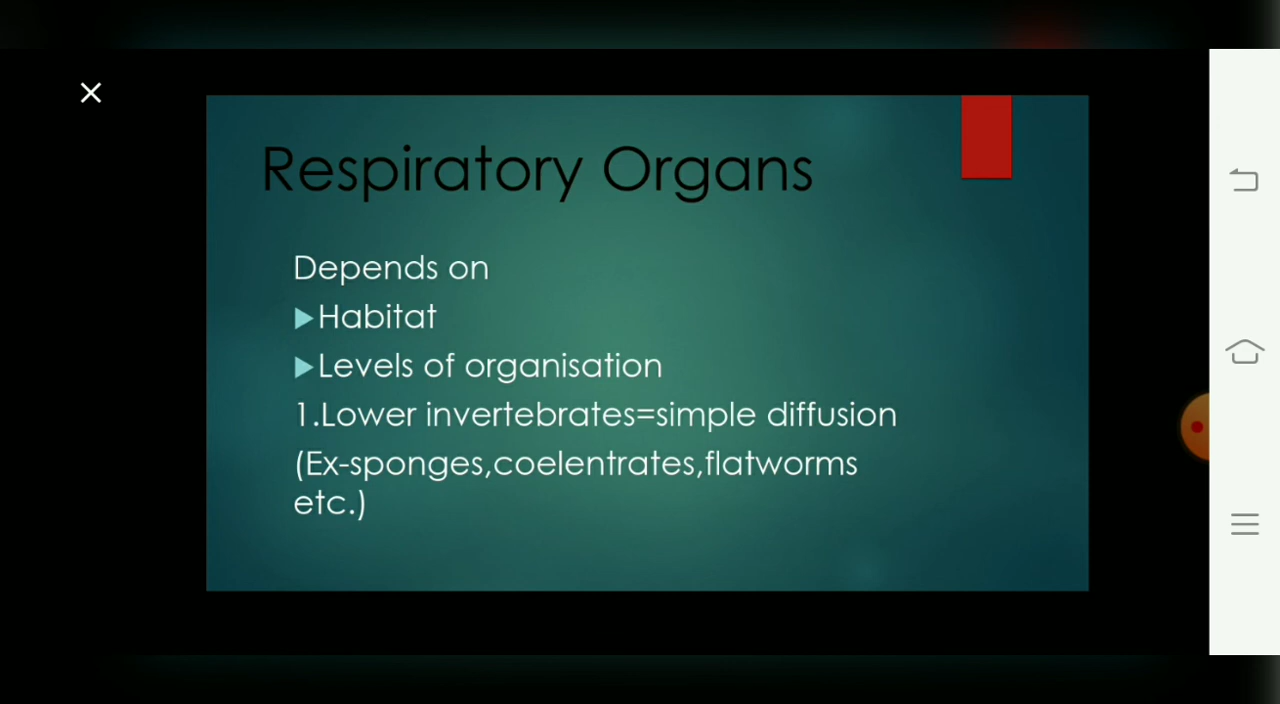 Respiratory Organs
Depends on
Habitat
Levels of organisation
1.Lower invertebrates=simple diffusion
(Ex-sponges,coelentrates,flatworms
etc.)